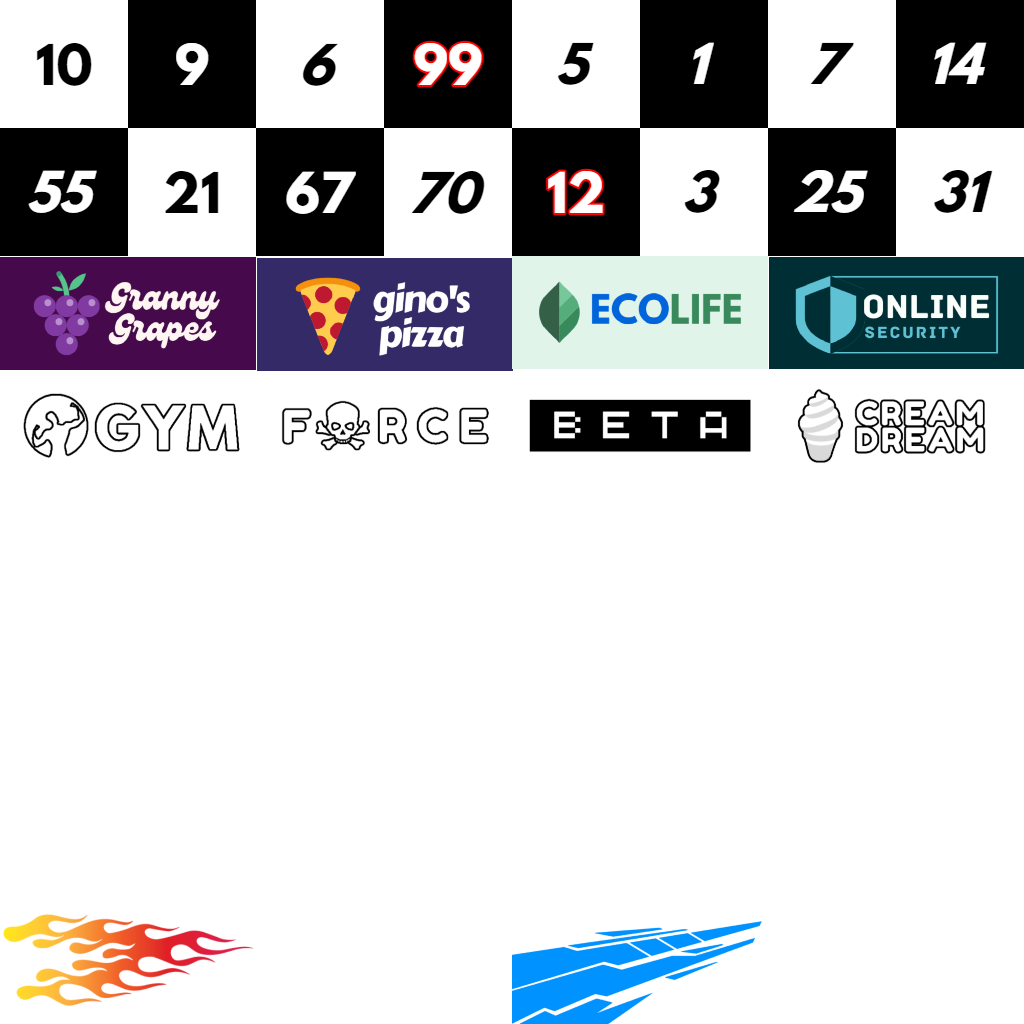 10 9 6 99 5 1 7 14
55 21 67 70 12 3 25 31
Granny
Grapes
gino's
pizza
ECOLIFE
ONLINE
SECURITY
GYM
F RCE
BETA
CREAM
DREAM